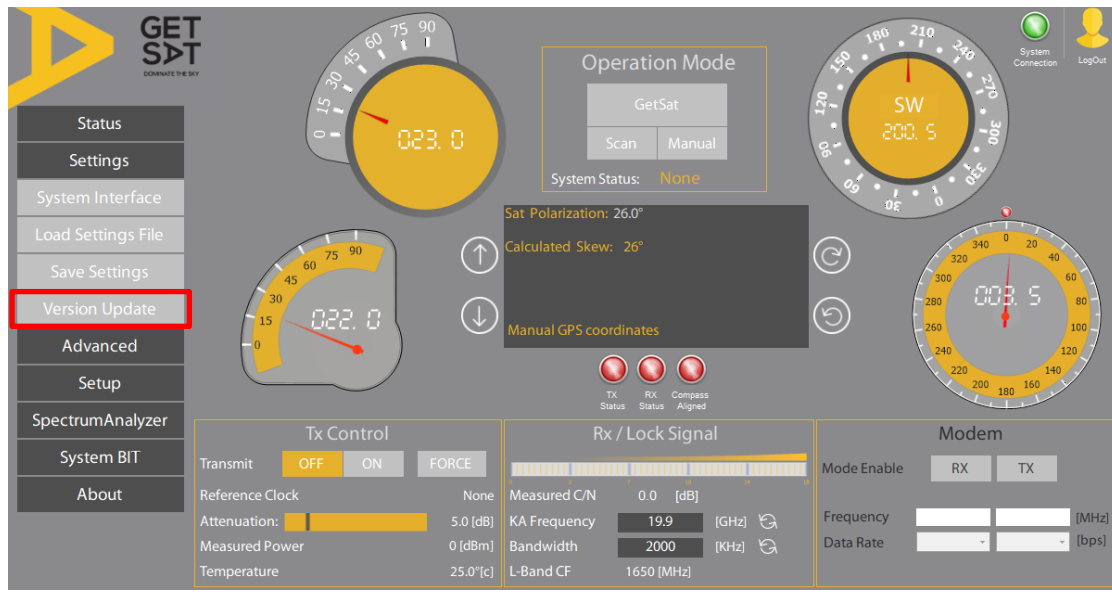 GET
SAT
DOMINATE THE SKY
Status
Settings
System Interface
Load Settings File
Save Settings
Version Update
Advanced
Setup
SpectrumAnalyzer
System BIT
About
0 15 30 45 60 75 90
023. 0
Operation Mode
GetSat
Scan Manual
System Status: None
0 30 60 90 120 150 180 210 240 270 300 330
SW
200. 5
System
Connection
LogOut
0 15 30 45 60 75 90
022. 0
Sat Polarization: 26.0°
Calculated Skew: 26°
Manual GPS coordinates
0 20 40 60 80 100 120 140 160 180 200 220 240 260 280 300 320 340
003. 5
TX
Status
RX
Status
Compass
Aligned
Tx Control
Transmit OFF ON FORCE
Reference Clock None
Attenuation: 5.0 [dB]
Measured Power 0 [dBm]
Temperature 25.0°[c]
Rx / Lock Signal
Measured C/N 0.0 [dB]
KA Frequency 19.9 [GHz]
Bandwidth 2000 [KHz]
L-Band CF 1650 [MHz]
Modem
Mode Enable RX TX
Frequency [MHz]
Data Rate [bps]